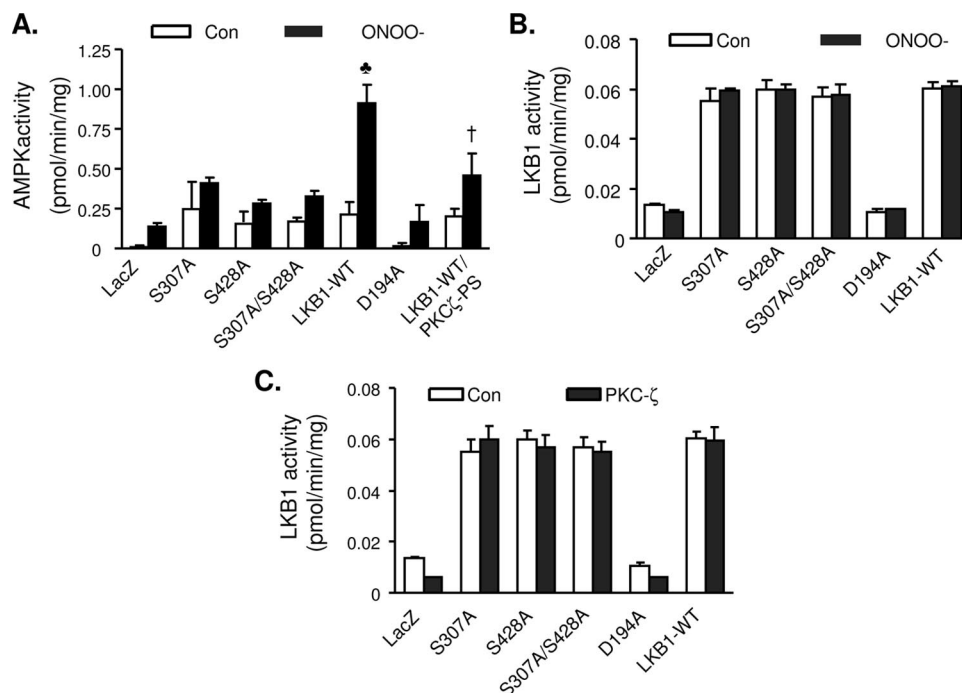 A.
Con ONOO-
AMPKactivity
(pmol/min/mg)
1.25
1.00
0.75
0.50
0.25
0
♣
†
LacZ
S307A
S428A
S307A/S428A
LKB1-WT
D194A
LKB1-WT/
PKCζ-PS
B.
Con ONOO-
LKB1 activity
(pmol/min/mg)
0.08
0.06
0.04
0.02
0
LacZ
S307A
S428A
S307A/S428A
D194A
LKB1-WT
C.
Con PKC-ζ
LKB1 activity
(pmol/min/mg)
0.08
0.06
0.04
0.02
0
LacZ
S307A
S428A
S307A/S428A
D194A
LKB1-WT